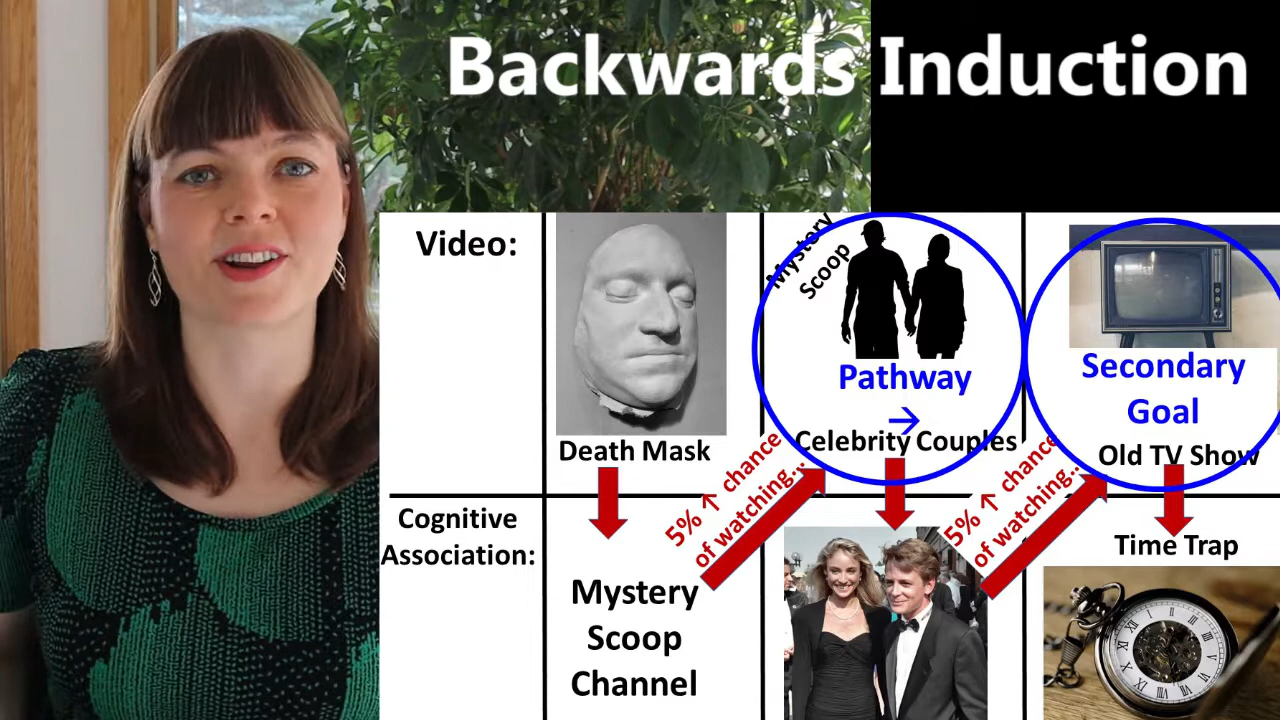 Backwards Induction
Video:
Death Mask
Mystery
Scoop
Pathway
→
Celebrity Couples
Secondary
Goal
Old TV Show
5% ↑ chance
of watching...
5% ↑ chance
of watching...
Cognitive
Association:
Mystery
Scoop
Channel
Time Trap